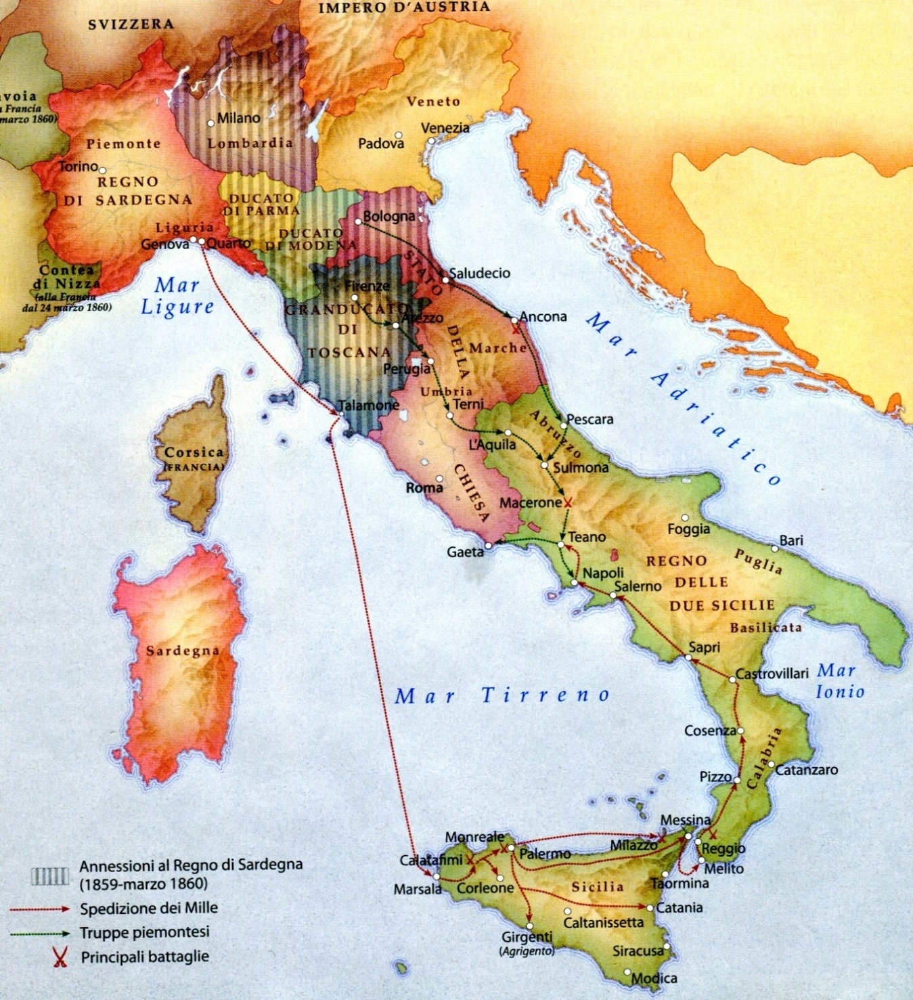 IMPERO D'AUSTRIA
SVIZZERA
voia
a Francia
marzo 1860)
Veneto
Milano
Venezia
Padova
Piemonte
Lombardia
Torino
REGNO
DI SARDEGNA
DUCATO
DI PARMA
Bologna
Liguria
Genova
Quarto
DUCATO
DI MODENA
STATO
DELLA
CHIESA
Saludecio
Contea
di Nizza
(alla Francia
dal 24 marzo 1860)
Mar
Ligure
Firenze
GRANDUCATO
DI
TOSCANA
Arezzo
Ancona
Mar Adriatico
Marche
Perugia
Umbria
Terni
Talamone
Abruzzo
Pescara
L'Aquila
Corsica
(FRANCIA)
Sulmona
Roma
Macerone
Foggia
Teano
Bari
Gaeta
Puglia
REGNO
DELLE
DUE SICILIE
Napoli
Salerno
Basilicata
Sardegna
Sapri
Castrovillari
Mar
Ionio
Mar Tirreno
Cosenza
Calabria
Catanzaro
Pizzo
Messina
Monreale
Milazzo
Palermo
Reggio
Calatafimi
Melito
Marsala
Corleone
Sicilia
Taormina
Catania
Caltanissetta
Girgenti
(Agrigento)
Siracusa
Modica
Annessioni al Regno di Sardegna
(1859-marzo 1860)
Spedizione dei Mille
Truppe piemontesi
Principali battaglie